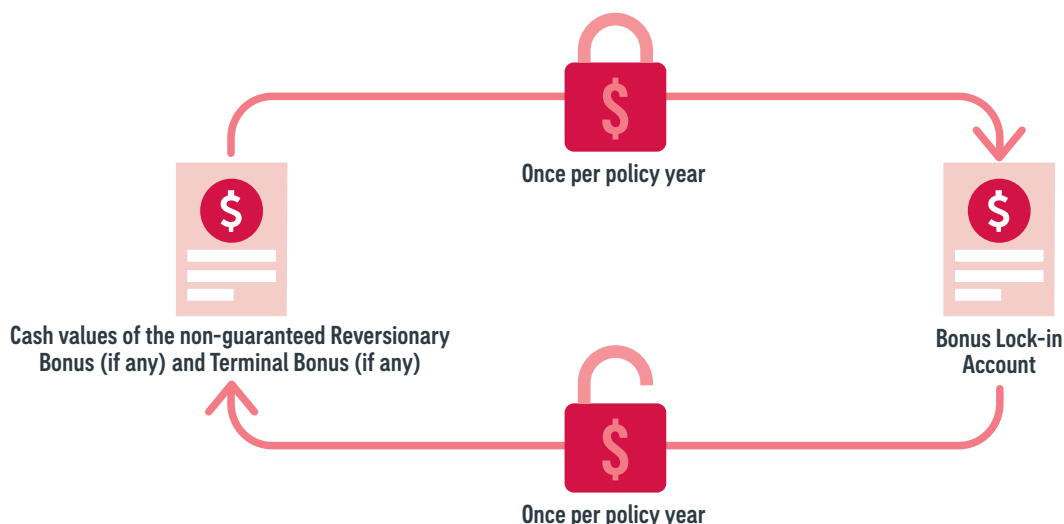 $
Once per policy year
$
Cash values of the non-guaranteed Reversionary
Bonus (if any) and Terminal Bonus (if any)
$
Bonus Lock-in
Account
$
Once per policy year